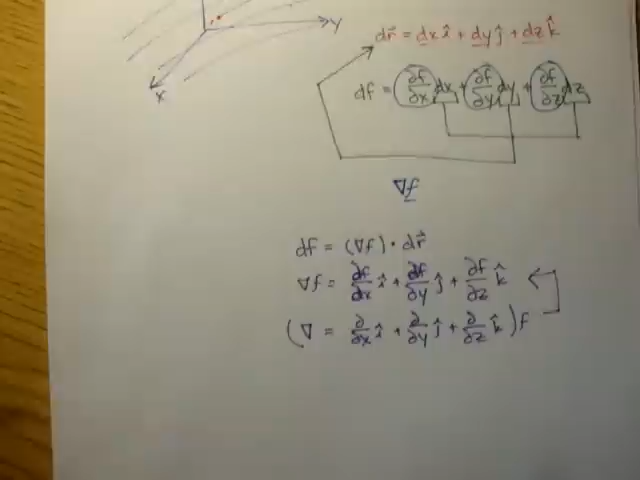 Y
X
dr⃗ = dx î + dy ĵ + dz k̂
df = (∂f/∂x) dx + (∂f/∂y) dy + (∂f/∂z) dz
∇f
df = (∇f) · dr⃗
∇f = ∂f/∂x î + ∂f/∂y ĵ + ∂f/∂z k̂
(∇ = ∂/∂x î + ∂/∂y ĵ + ∂/∂z k̂) f